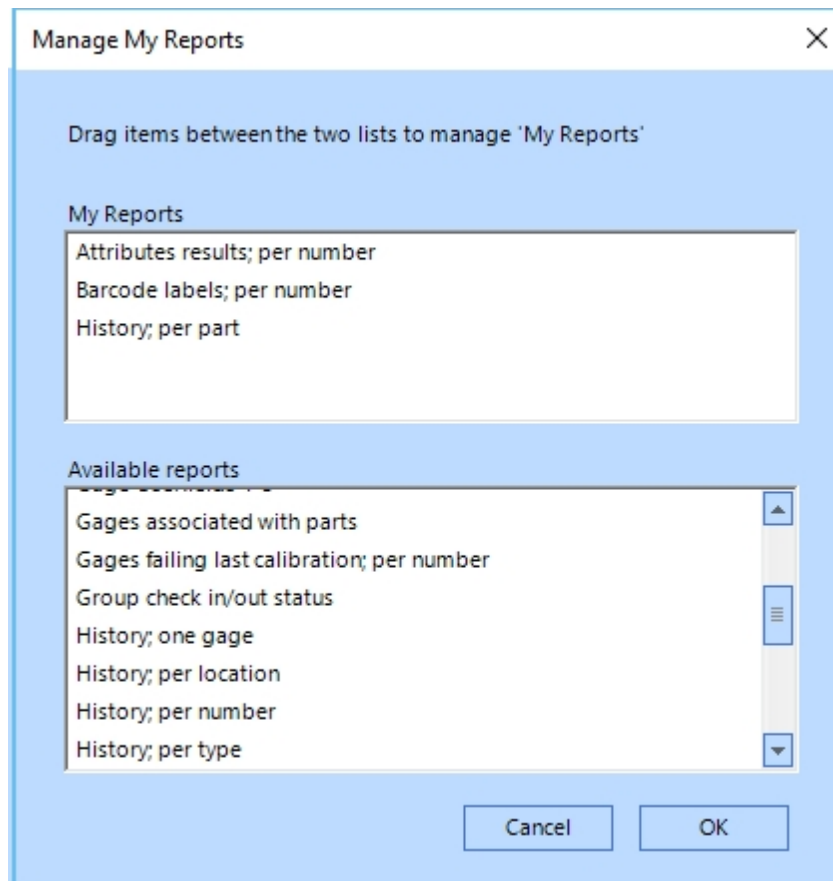 Manage My Reports
Drag items between the two lists to manage 'My Reports'
My Reports
Attributes results; per number
Barcode labels; per number
History; per part
Available reports
Gages associated with parts
Gages failing last calibration; per number
Group check in/out status
History; one gage
History; per location
History; per number
History; per type
Cancel
OK